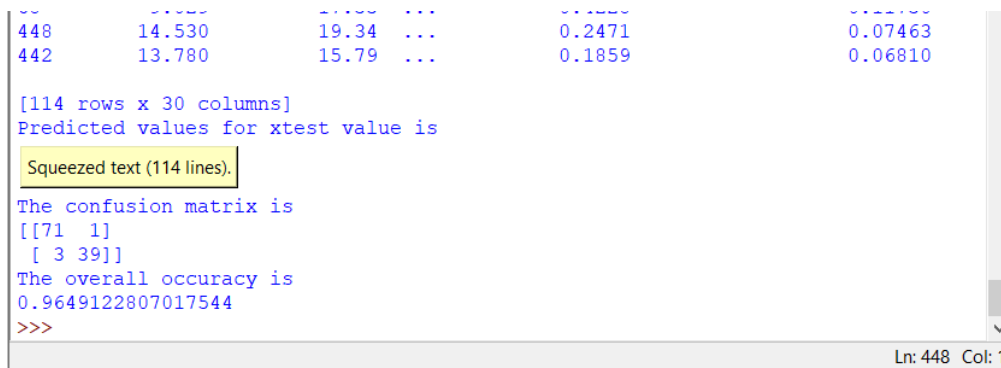 448 14.530 19.34 ... 0.2471 0.07463
442 13.780 15.79 ... 0.1859 0.06810
[114 rows x 30 columns]
Predicted values for xtest value is
Squeezed text (114 lines).
The confusion matrix is
[[71 1]
[ 3 39]]
The overall occuracy is
0.9649122807017544
>>>
Ln: 448 Col: